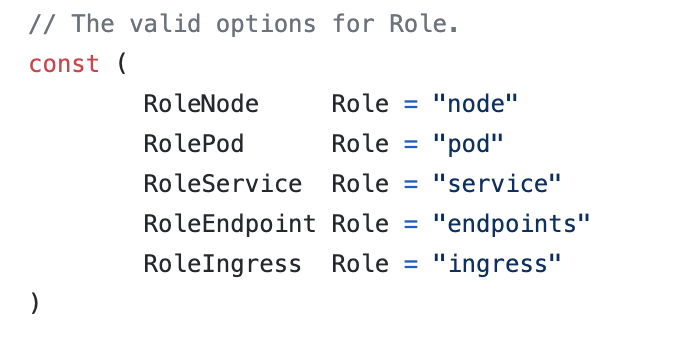 // The valid options for Role.
const (
        RoleNode     Role = "node"
        RolePod      Role = "pod"
        RoleService  Role = "service"
        RoleEndpoint Role = "endpoints"
        RoleIngress  Role = "ingress"
)